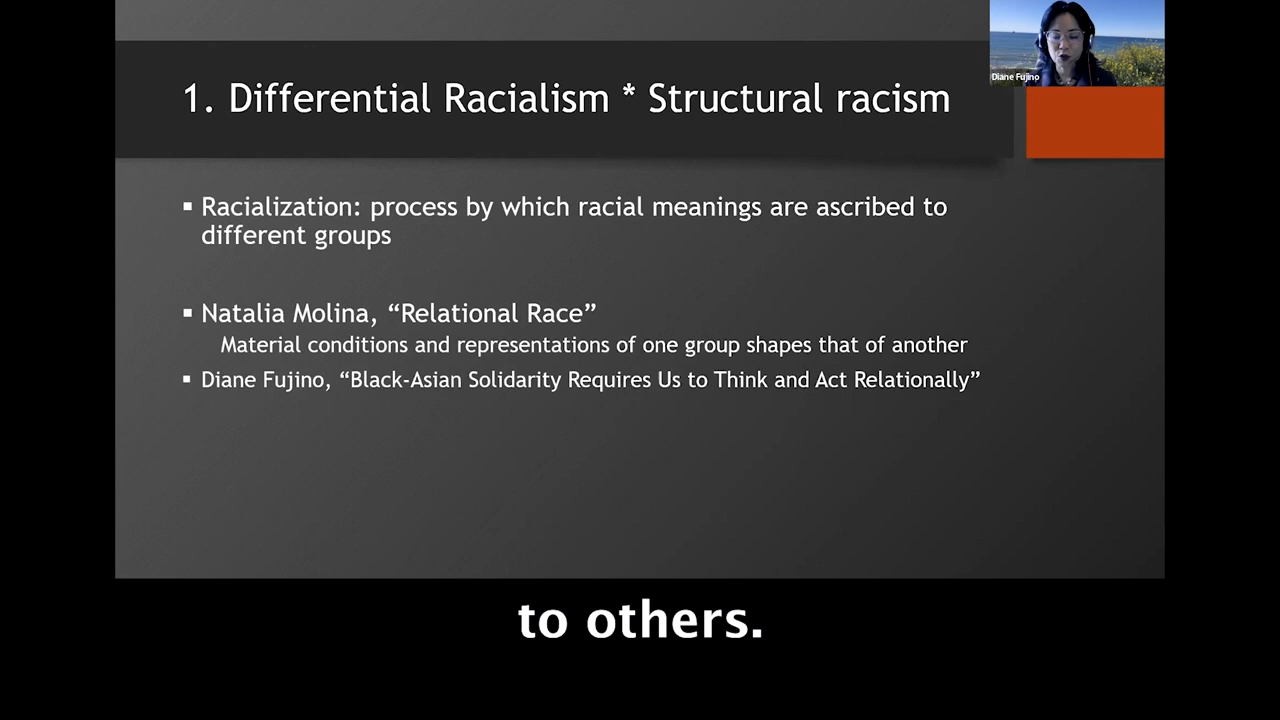 Diane Fujino
1. Differential Racialism * Structural racism
▪ Racialization: process by which racial meanings are ascribed to
different groups
▪ Natalia Molina, “Relational Race”
Material conditions and representations of one group shapes that of another
▪ Diane Fujino, “Black-Asian Solidarity Requires Us to Think and Act Relationally”
to others.